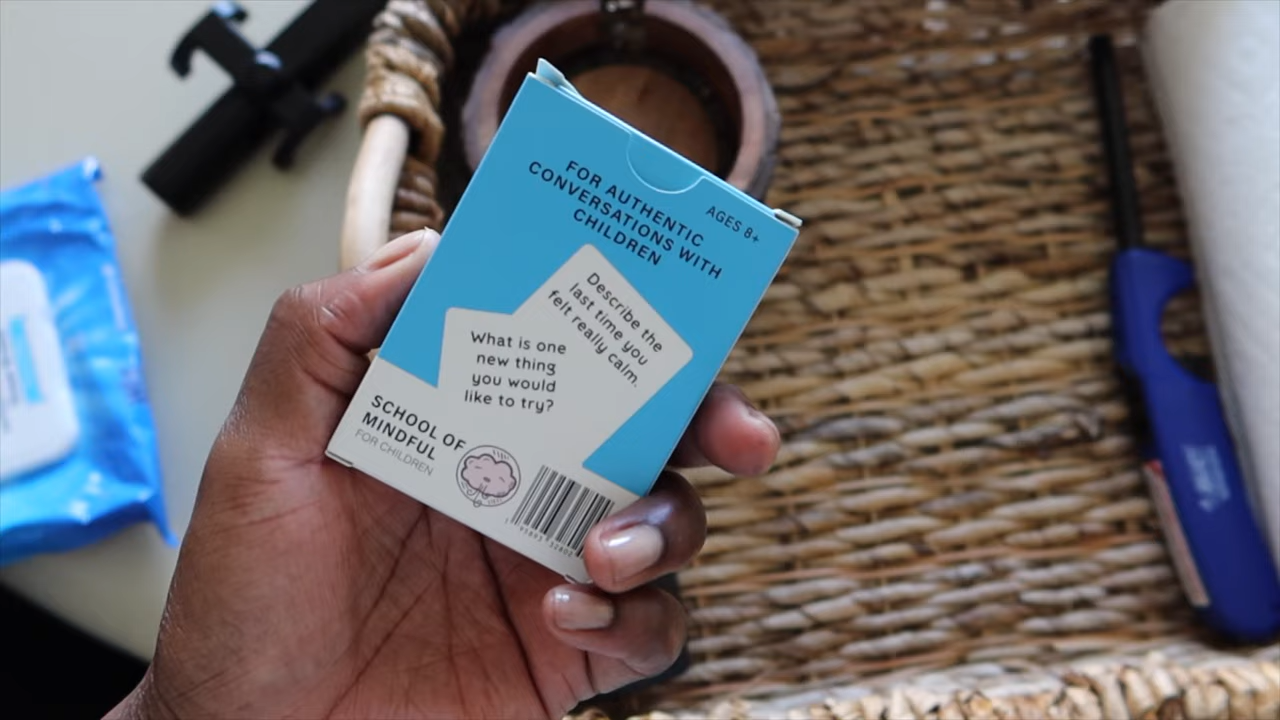 FOR AUTHENTIC
CONVERSATIONS WITH
CHILDREN
AGES 8+
Describe the
last time you
felt really calm.
What is one
new thing
you would
like to try?
SCHOOL OF
MINDFUL
FOR CHILDREN